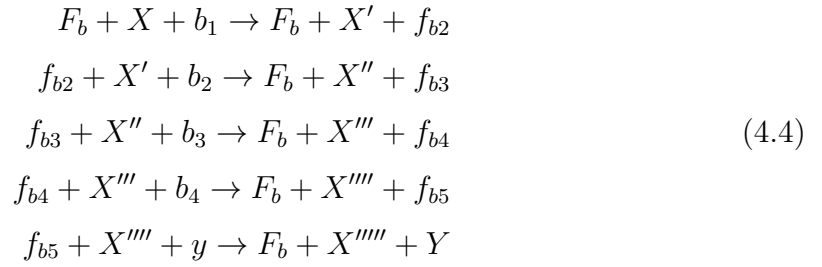 F_b + X + b_1 → F_b + X′ + f_{b2}
f_{b2} + X′ + b_2 → F_b + X″ + f_{b3}
f_{b3} + X″ + b_3 → F_b + X‴ + f_{b4} (4.4)
f_{b4} + X‴ + b_4 → F_b + X′′′′ + f_{b5}
f_{b5} + X′′′′ + y → F_b + X′′′′′ + Y